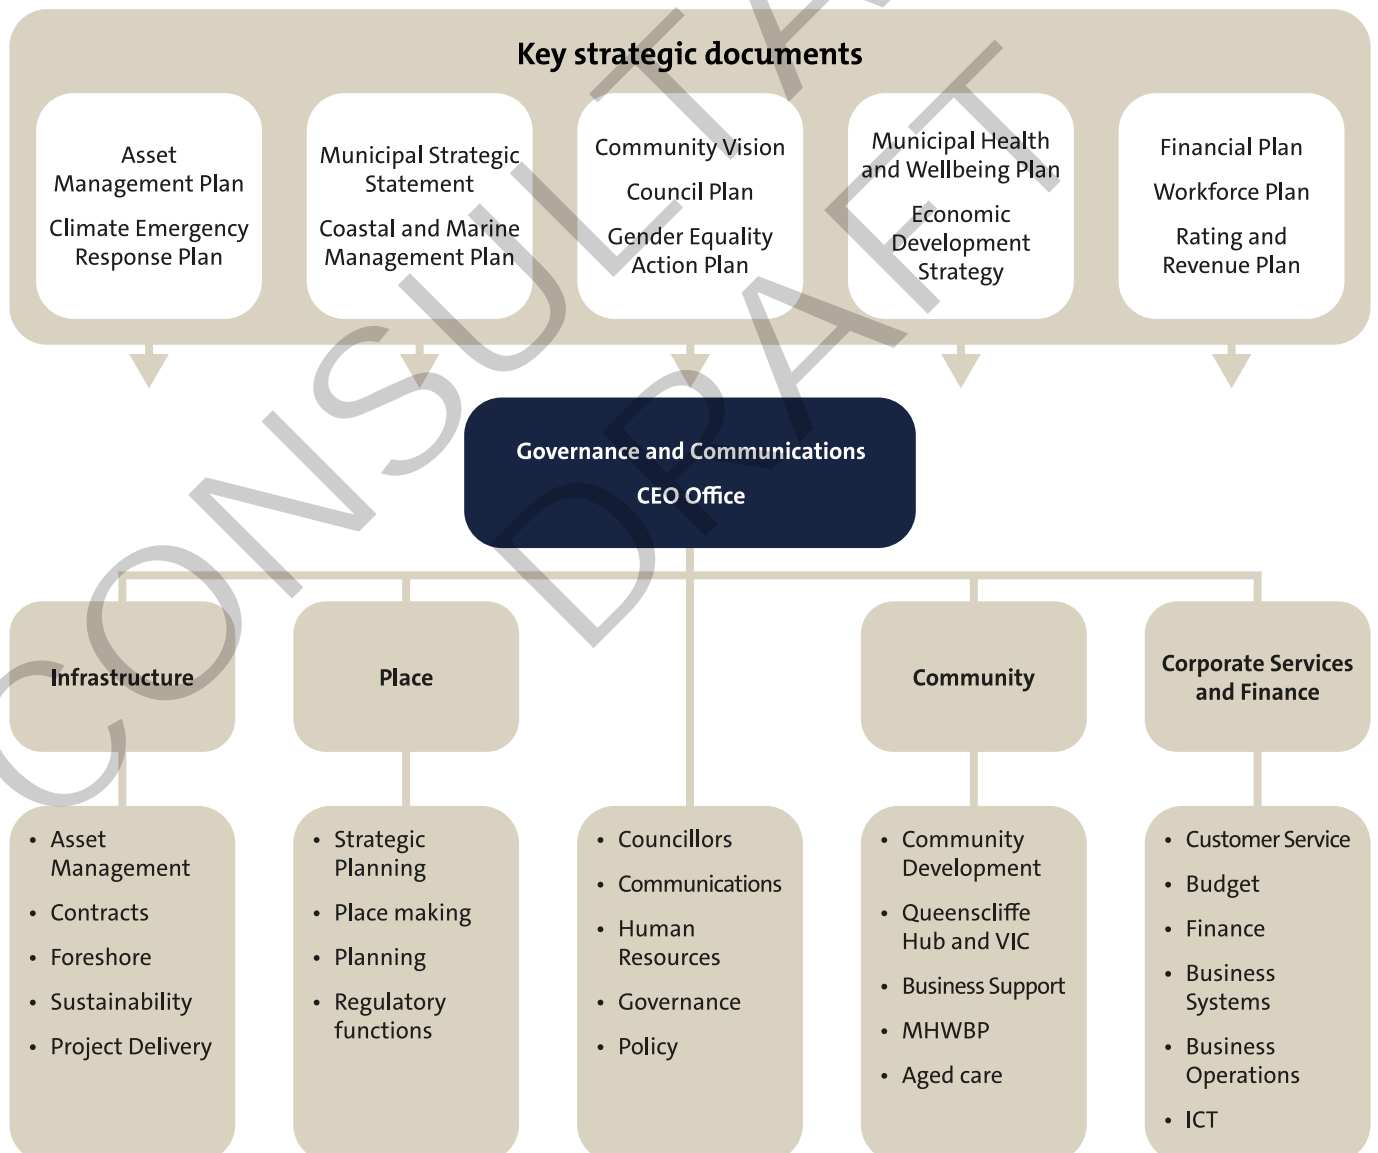 Key strategic documents
Asset
Management Plan
Climate Emergency
Response Plan
Municipal Strategic
Statement
Coastal and Marine
Management Plan
Community Vision
Council Plan
Gender Equality
Action Plan
Municipal Health
and Wellbeing Plan
Economic
Development
Strategy
Financial Plan
Workforce Plan
Rating and
Revenue Plan
Governance and Communications
CEO Office
Infrastructure
Place
Community
Corporate Services
and Finance
• Asset
Management
• Contracts
• Foreshore
• Sustainability
• Project Delivery
• Strategic
Planning
• Place making
• Planning
• Regulatory
functions
• Councillors
• Communications
• Human
Resources
• Governance
• Policy
• Community
Development
• Queenscliffe
Hub and VIC
• Business Support
• MHWBP
• Aged care
• Customer Service
• Budget
• Finance
• Business
Systems
• Business
Operations
• ICT
CONSULTA
DRAFT